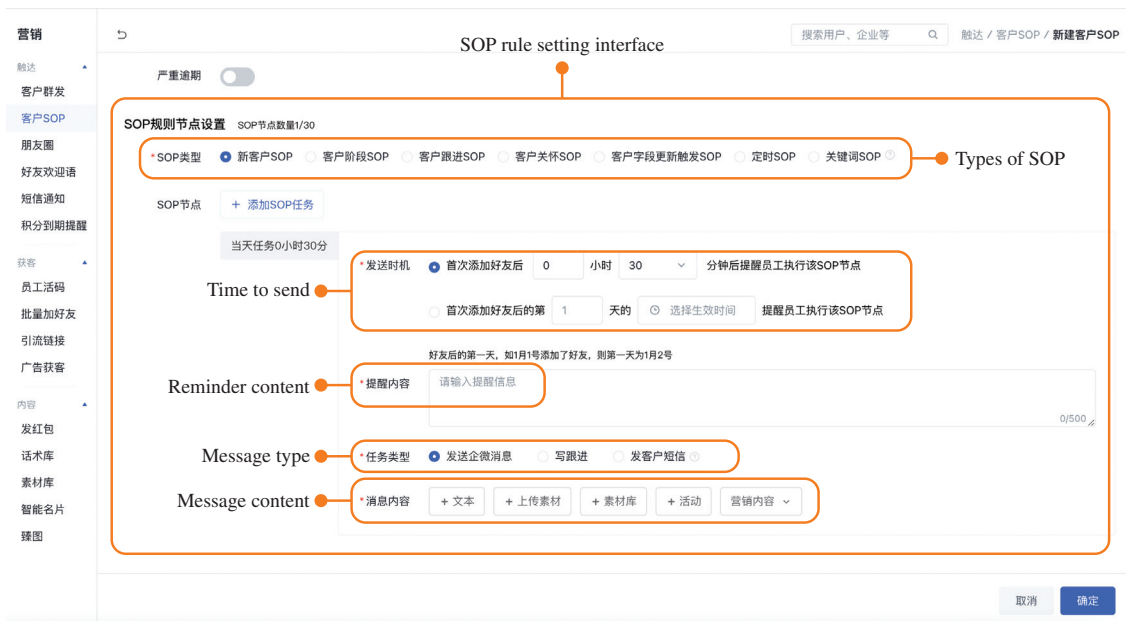 营销
搜索用户、企业等
触达 / 客户SOP / 新建客户SOP
SOP rule setting interface
触达
客户群发
客户SOP
朋友圈
好友欢迎语
短信通知
积分到期提醒
获客
员工活码
批量加好友
引流链接
广告获客
内容
发红包
话术库
素材库
智能名片
臻图
严重逾期
SOP规则节点设置 SOP节点数量1/30
*SOP类型 新客户SOP 客户阶段SOP 客户跟进SOP 客户关怀SOP 客户字段更新触发SOP 定时SOP 关键词SOP
Types of SOP
SOP节点 + 添加SOP任务
当天任务0小时30分
*发送时机 首次添加好友后 0 小时 30 分钟后提醒员工执行该SOP节点
Time to send
首次添加好友后的第 1 天的 选择生效时间 提醒员工执行该SOP节点
好友后的第一天，如1月1号添加了好友，则第一天为1月2号
Reminder content
*提醒内容 请输入提醒信息
0/500
Message type
*任务类型 发送企微消息 写跟进 发客户短信
Message content
*消息内容 + 文本 + 上传素材 + 素材库 + 活动 营销内容
取消 确定